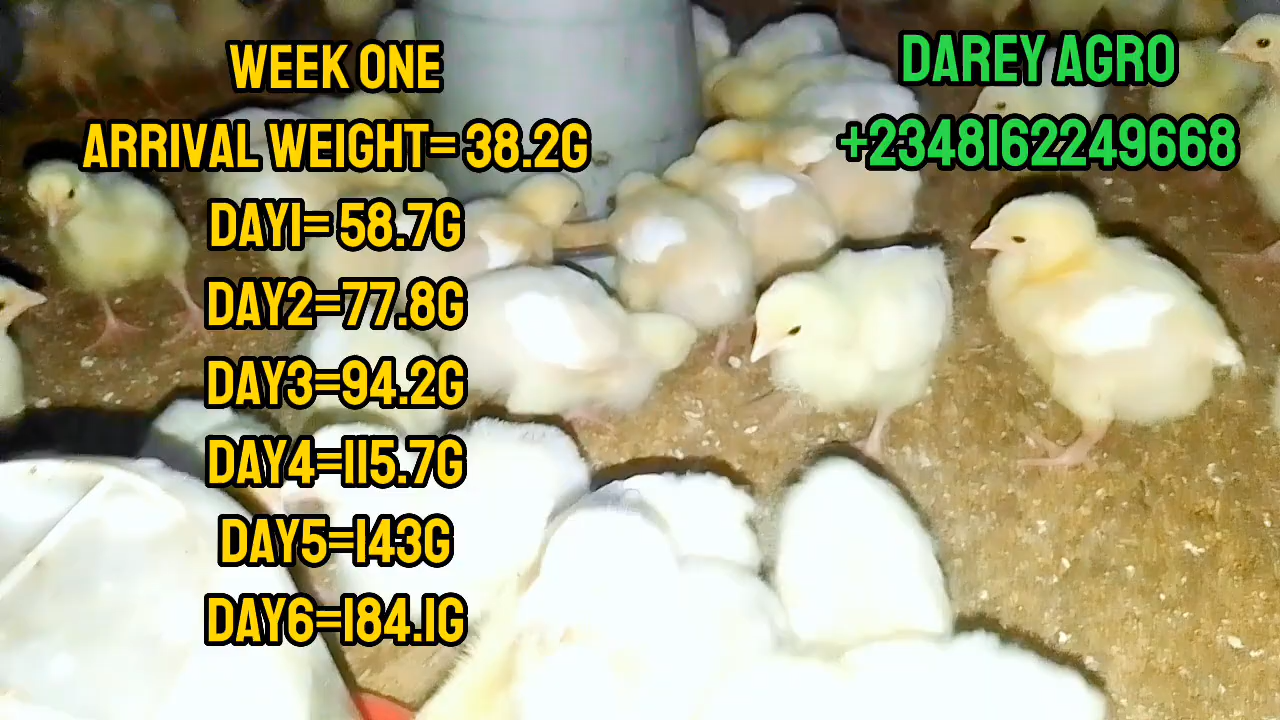 WEEK ONE
ARRIVAL WEIGHT= 38.2G
DAY1= 58.7G
DAY2=77.8G
DAY3=94.2G
DAY4=115.7G
DAY5=143G
DAY6=184.1G
DAREY AGRO
+2348162249668